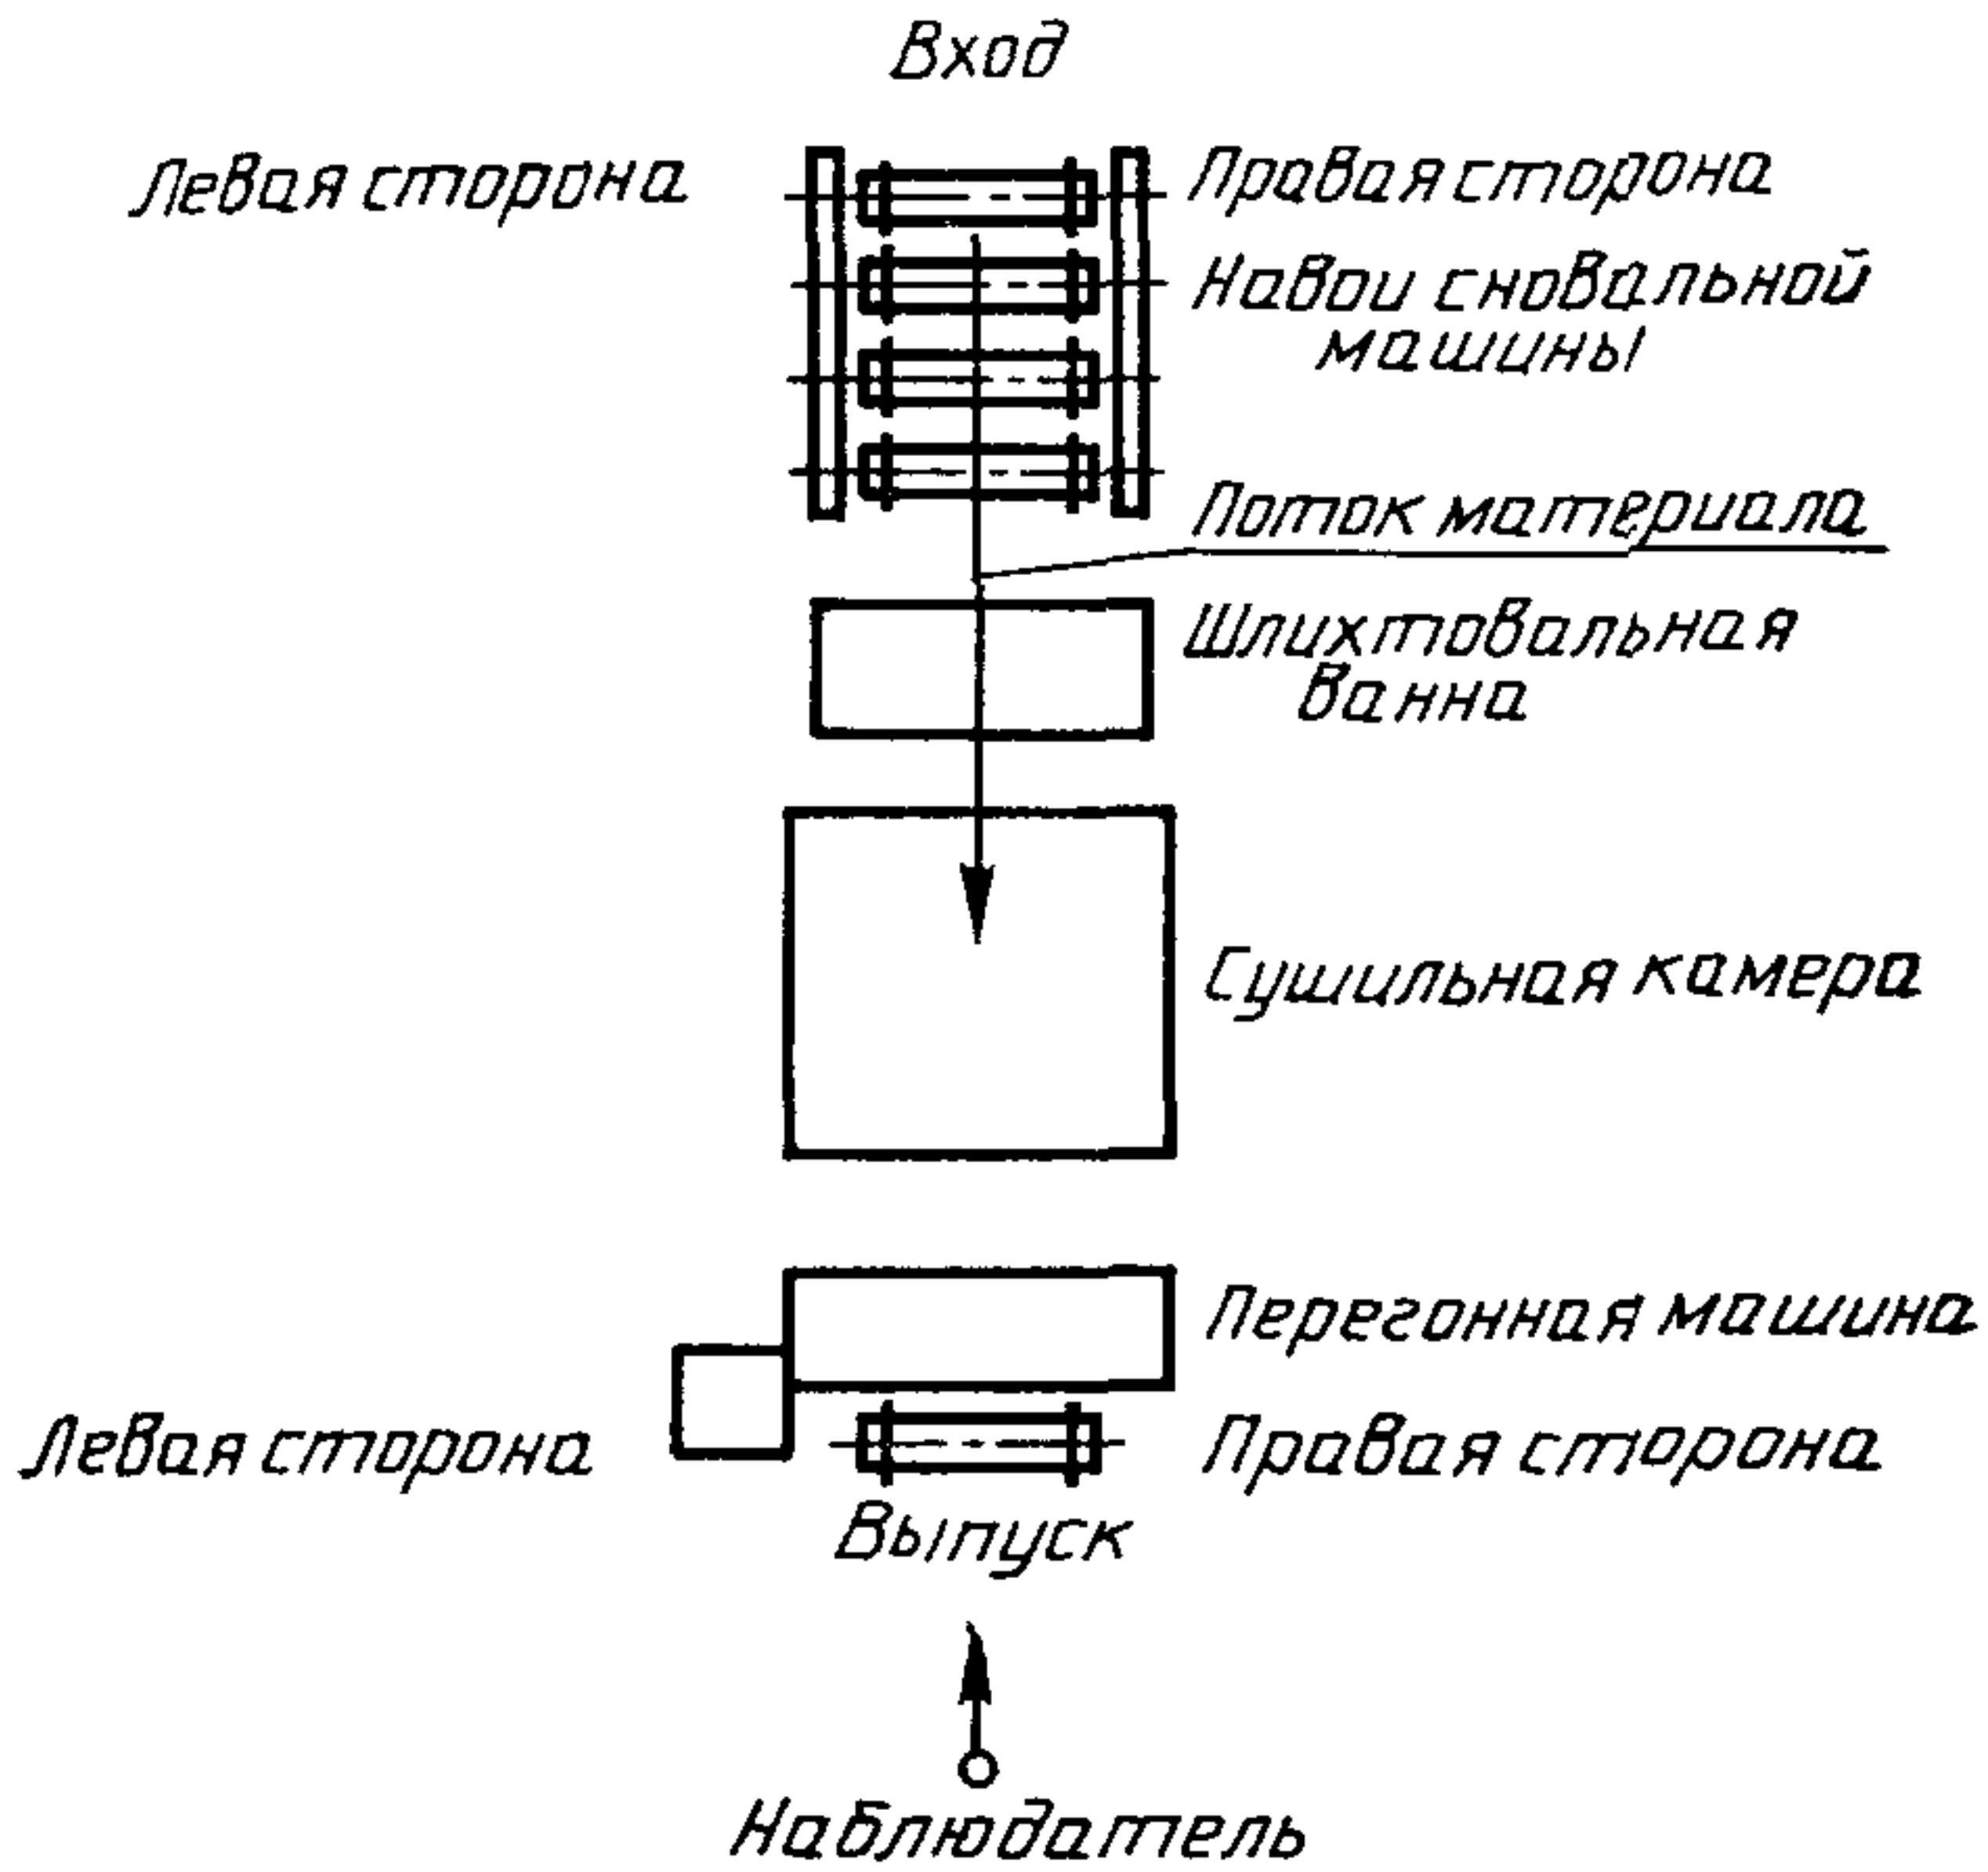 Вход
Левая сторона
Правая сторона
Навои сновальной
машины
Поток материала
Шлихтовальная
ванна
Сушильная камера
Перегонная машина
Левая сторона
Правая сторона
Выпуск
Наблюдатель